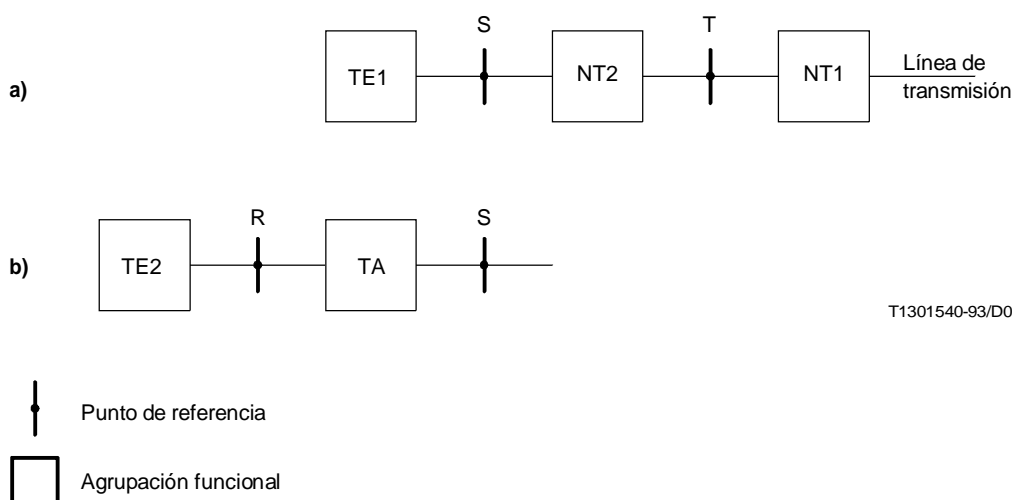 S
T
a)
TE1
NT2
NT1
Línea de
transmisión
R
S
b)
TE2
TA
T1301540-93/D0
Punto de referencia
Agrupación funcional